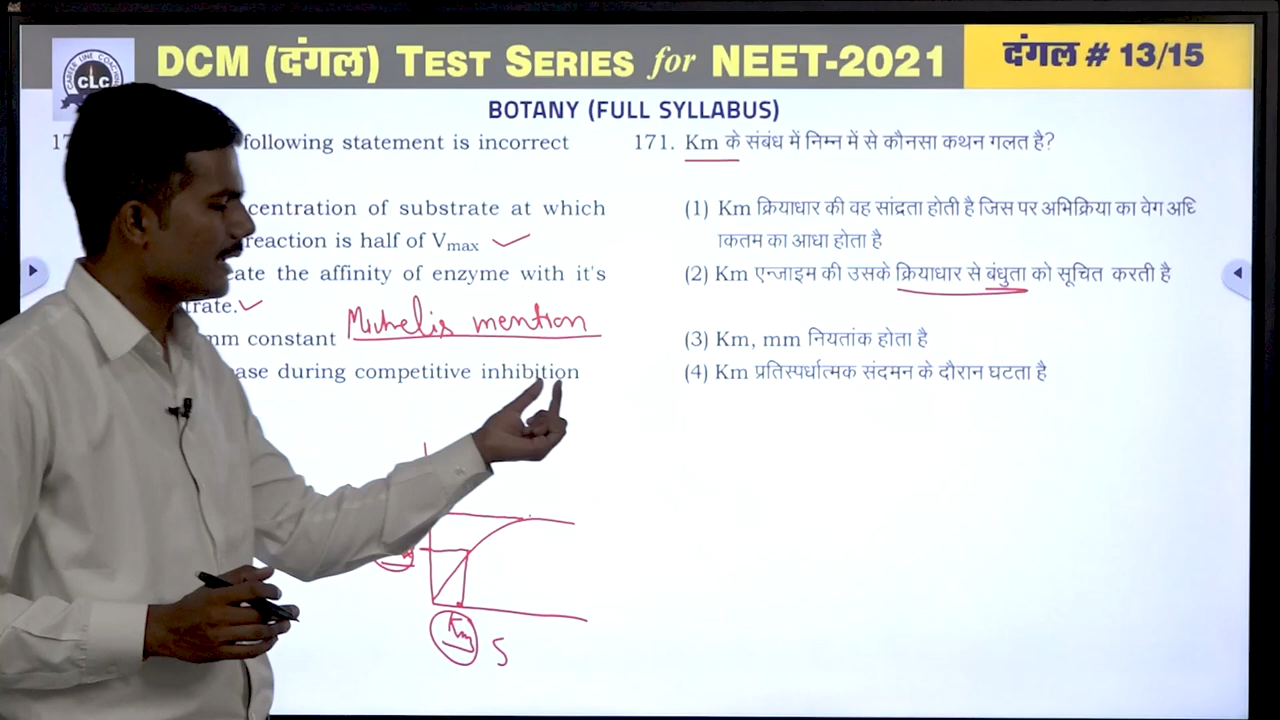 CLC
DCM (दंगल) TEST SERIES for NEET-2021
दंगल # 13/15
BOTANY (FULL SYLLABUS)
following statement is incorrect
centration of substrate at which
reaction is half of Vmax
cate the affinity of enzyme with it's
trate.
mm constant
Michelis mention
ase during competitive inhibition
Km
S
171. Km के संबंध में निम्न में से कौनसा कथन गलत है?
(1) Km क्रियाधार की वह सांद्रता होती है जिस पर अभिक्रिया का वेग अधि
कतम का आधा होता है
(2) Km एन्जाइम की उसके क्रियाधार से बंधुता को सूचित करती है
(3) Km, mm नियतांक होता है
(4) Km प्रतिस्पर्धात्मक संदमन के दौरान घटता है